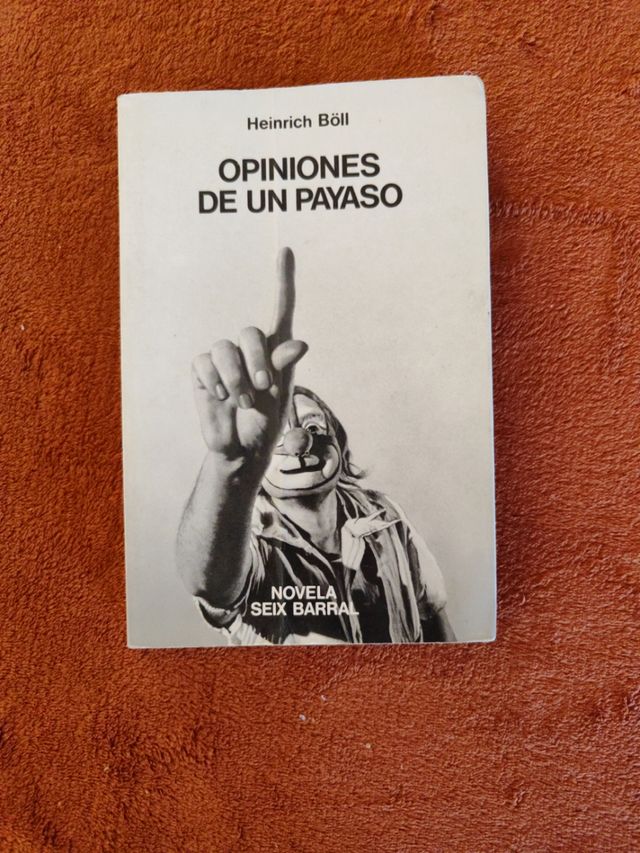 Heinrich Böll
OPINIONES
DE UN PAYASO
NOVELA
SEIX BARRAL